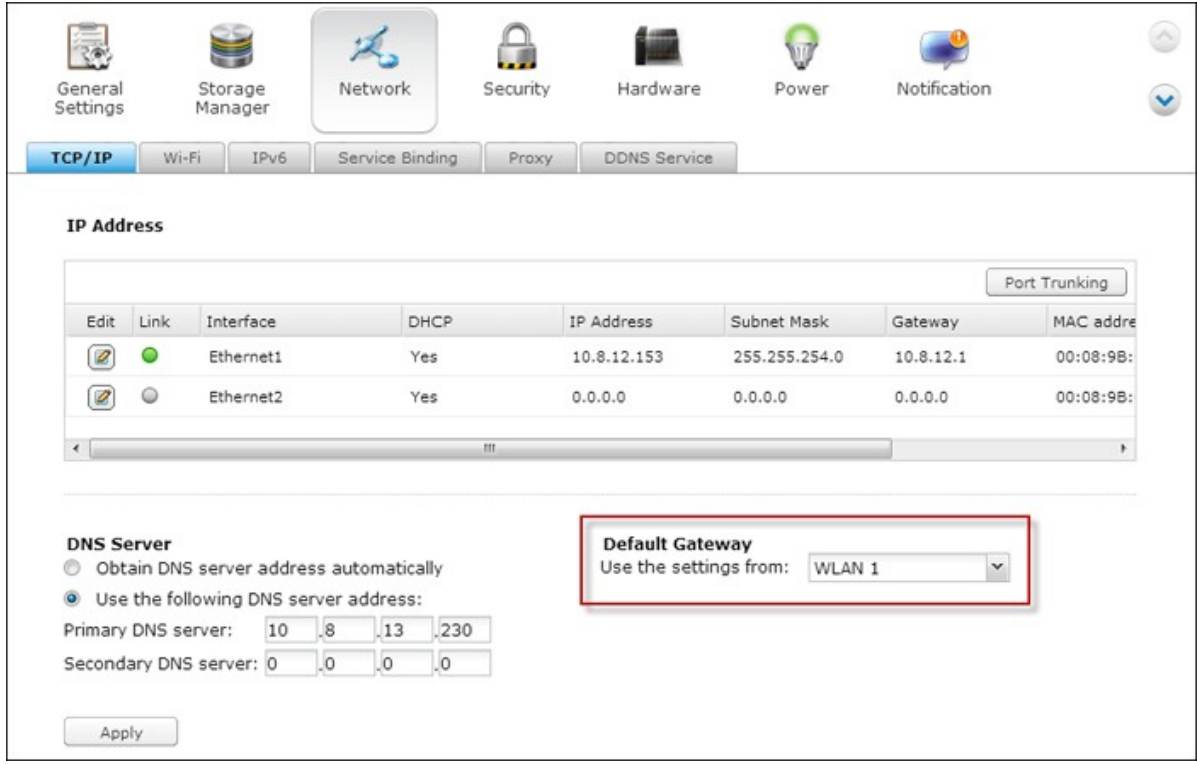 General Settings
Storage Manager
Network
Security
Hardware
Power
Notification
TCP/IP Wi-Fi IPv6 Service Binding Proxy DDNS Service
IP Address
Port Trunking
Edit Link Interface DHCP IP Address Subnet Mask Gateway MAC addre
Ethernet1 Yes 10.8.12.153 255.255.254.0 10.8.12.1 00:08:9B:
Ethernet2 Yes 0.0.0.0 0.0.0.0 0.0.0.0 00:08:9B:
DNS Server
Obtain DNS server address automatically
Use the following DNS server address:
Primary DNS server: 10 .8 .13 .230
Secondary DNS server: 0 .0 .0 .0
Default Gateway
Use the settings from: WLAN 1
Apply